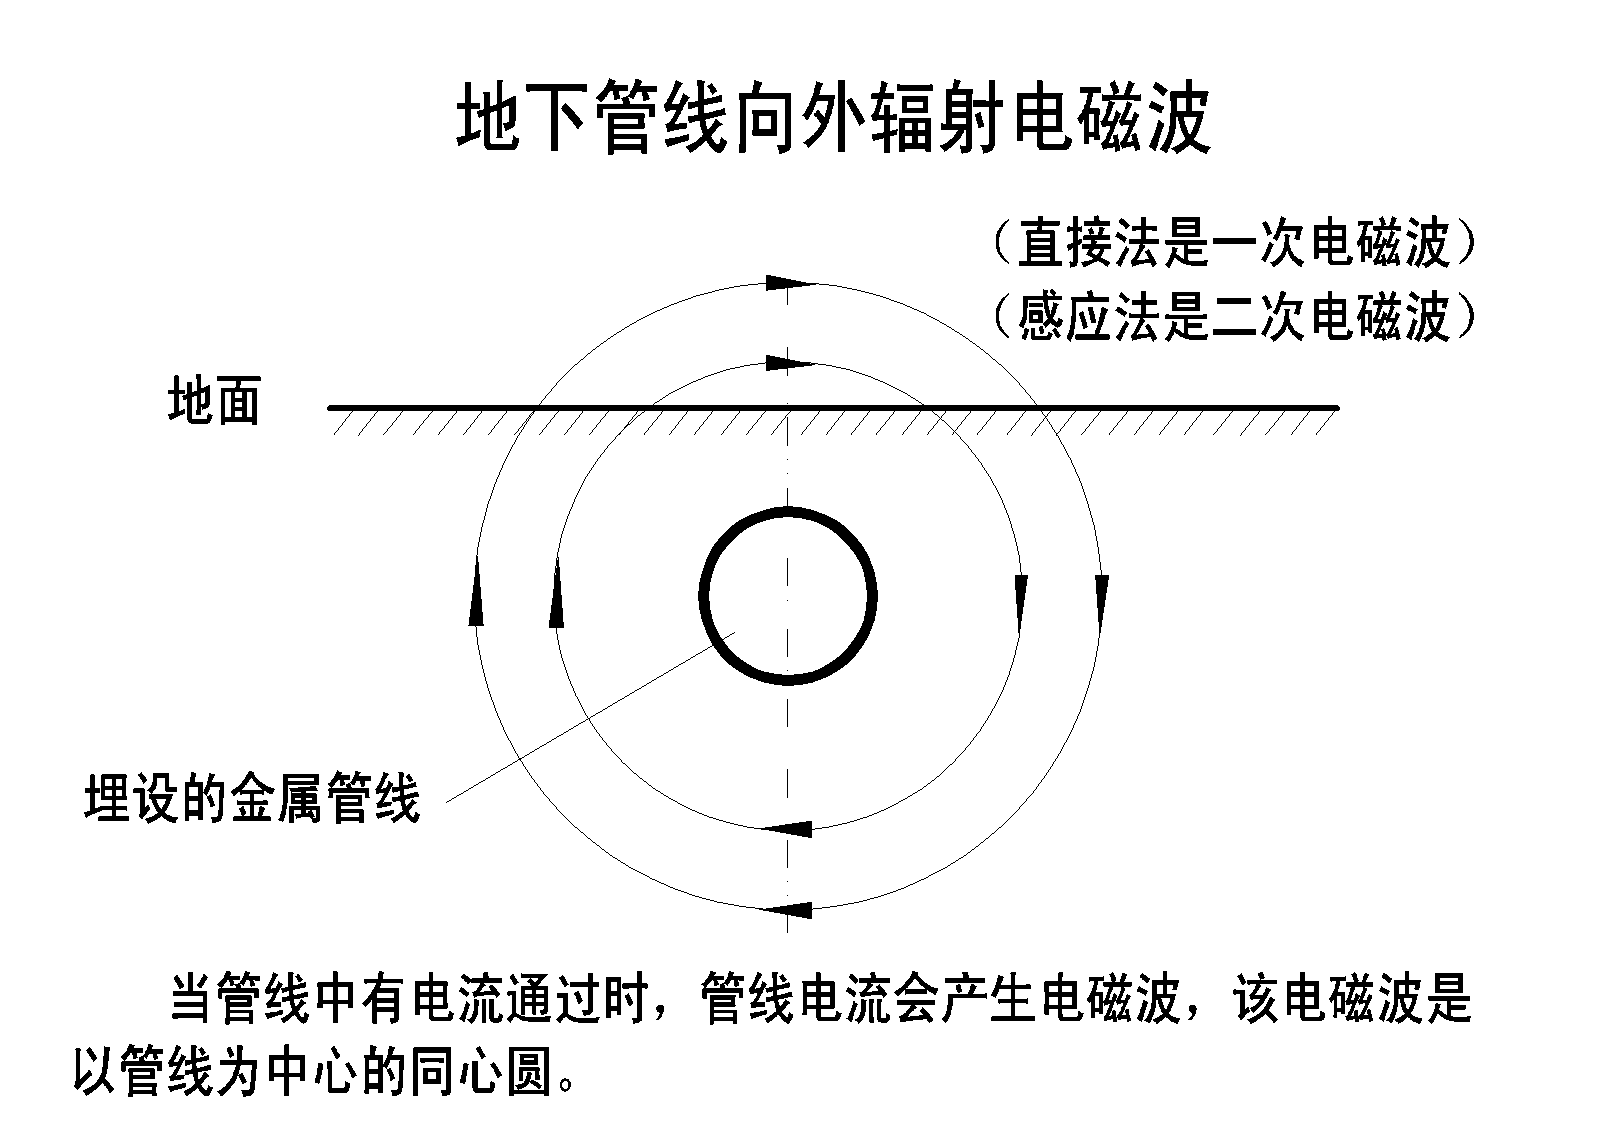 地下管线向外辐射电磁波
（直接法是一次电磁波）
（感应法是二次电磁波）
地面
埋设的金属管线
当管线中有电流通过时，管线电流会产生电磁波，该电磁波是
以管线为中心的同心圆。